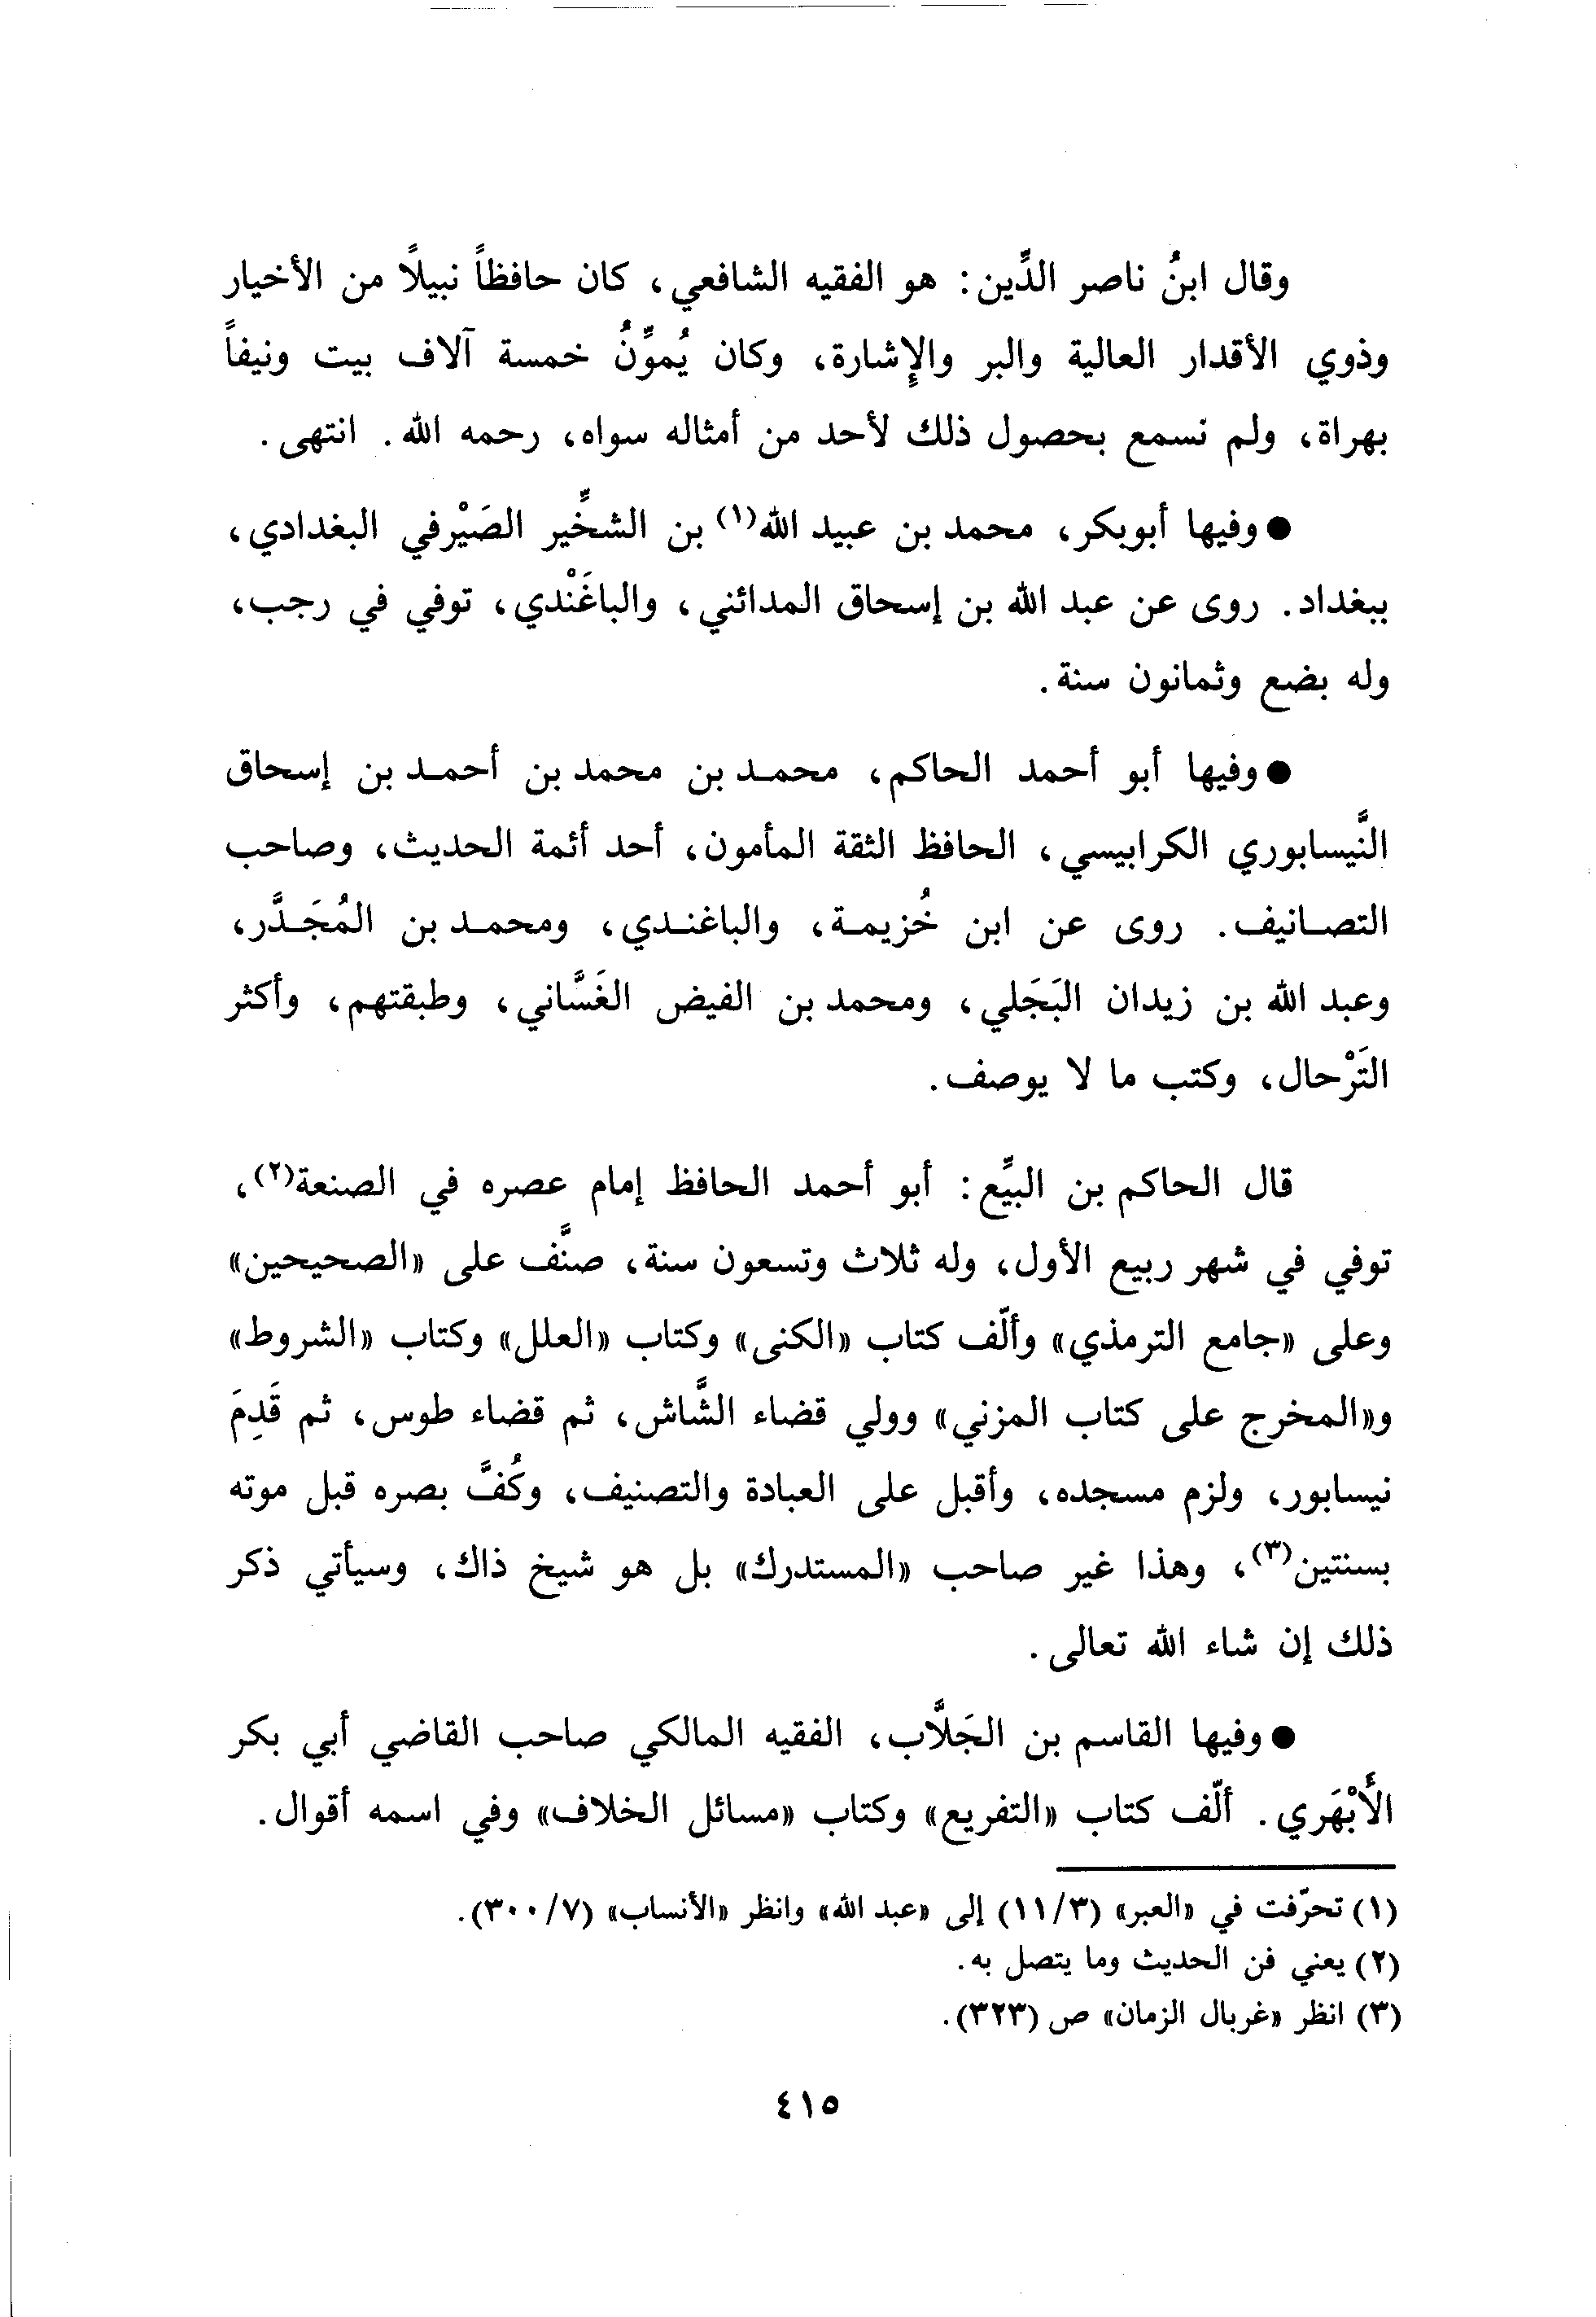 وقال ابنُ ناصر الدِّين: هو الفقيه الشافعي، كان حافظاً نبيلاً من الأخيار
وذوي الأقدار العالية والبر والإِشارة، وكان يُموِّنُ خمسة آلاف بيت ونيفاً
بهراة، ولم نسمع بحصول ذلك لأحد من أمثاله سواه، رحمه الله. انتهى.
● وفيها أبوبكر، محمد بن عبيد الله(١) بن الشخِّير الصَيْرفي البغدادي،
ببغداد. روى عن عبد الله بن إسحاق المدائني، والباغَنْدي، توفي في رجب،
وله بضع وثمانون سنة.
● وفيها أبو أحمد الحاكم، محمـد بن محمد بن أحمـد بن إسحاق
النَّيسابوري الكرابيسي، الحافظ الثقة المأمون، أحد أئمة الحديث، وصاحب
التصـانيف. روى عن ابن خُزيمـة، والباغنـدي، ومحمـد بن المُجَـدَّر،
وعبد الله بن زيدان البَجَلي، ومحمد بن الفيض الغَسَّاني، وطبقتهم، وأكثر
التَرْحال، وكتب ما لا يوصف.
قال الحاكم بن البيِّع: أبو أحمد الحافظ إمام عصره في الصنعة(٢)،
توفي في شهر ربيع الأول، وله ثلاث وتسعون سنة، صنَّف على «الصحيحين»
وعلى «جامع الترمذي» وألّف كتاب «الكنى» وكتاب «العلل» وكتاب «الشروط»
و«المخرج على كتاب المزني» وولي قضاء الشَّاش، ثم قضاء طوس، ثم قَدِمَ
نيسابور، ولزم مسجده، وأقبل على العبادة والتصنيف، وكُفَّ بصره قبل موته
بسنتين(٣)، وهذا غير صاحب «المستدرك» بل هو شيخ ذاك، وسيأتي ذكر
ذلك إن شاء الله تعالى.
● وفيها القاسم بن الجَلَّاب، الفقيه المالكي صاحب القاضي أبي بكر
الأَبْهَري. ألّف كتاب «التفريع» وكتاب «مسائل الخلاف» وفي اسمه أقوال.
(١) تحرّفت في «العبر» (٣/١١) إلى «عبد الله» وانظر «الأنساب» (٧/٣٠٠).
(٢) يعني فن الحديث وما يتصل به.
(٣) انظر «غربال الزمان» ص (٣٢٣).
٤١٥